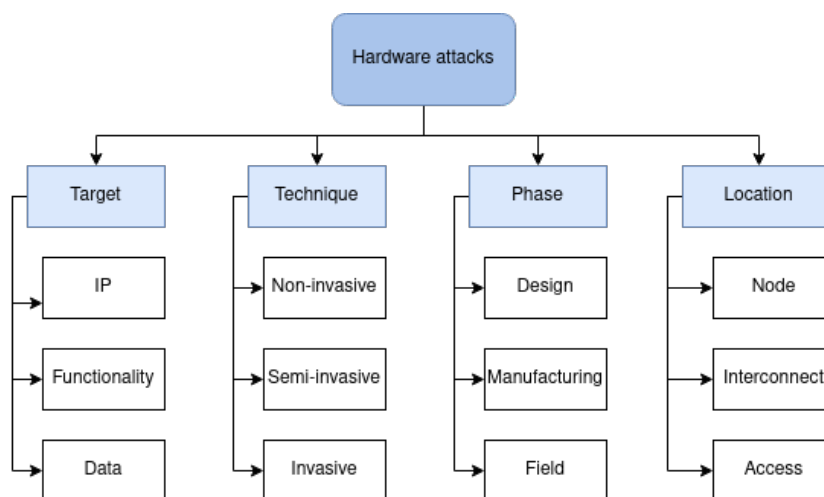 Hardware attacks
Target
Technique
Phase
Location
IP
Non-invasive
Design
Node
Functionality
Semi-invasive
Manufacturing
Interconnect
Data
Invasive
Field
Access